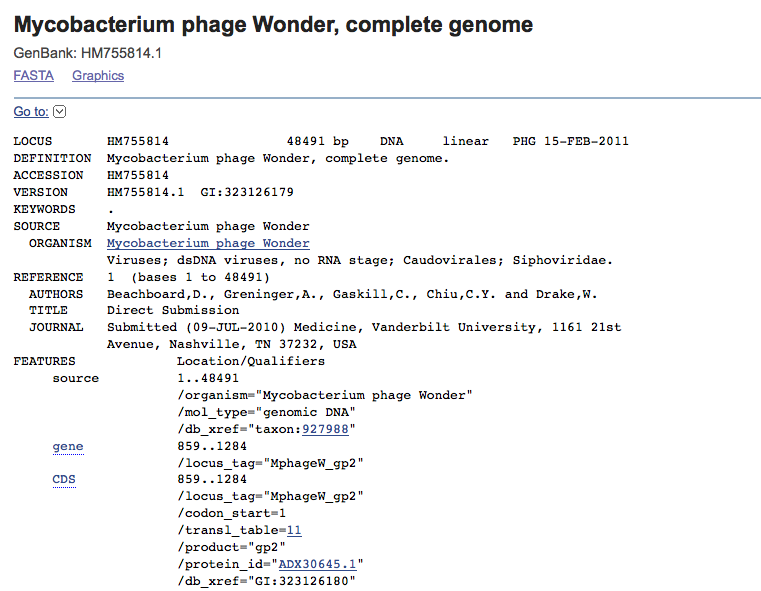 Mycobacterium phage Wonder, complete genome
GenBank: HM755814.1
FASTA Graphics
Go to:
LOCUS HM755814 48491 bp DNA linear PHG 15-FEB-2011
DEFINITION Mycobacterium phage Wonder, complete genome.
ACCESSION HM755814
VERSION HM755814.1 GI:323126179
KEYWORDS .
SOURCE Mycobacterium phage Wonder
ORGANISM Mycobacterium phage Wonder
Viruses; dsDNA viruses, no RNA stage; Caudovirales; Siphoviridae.
REFERENCE 1 (bases 1 to 48491)
AUTHORS Beachboard,D., Greninger,A., Gaskill,C., Chiu,C.Y. and Drake,W.
TITLE Direct Submission
JOURNAL Submitted (09-JUL-2010) Medicine, Vanderbilt University, 1161 21st
Avenue, Nashville, TN 37232, USA
FEATURES Location/Qualifiers
source 1..48491
/organism="Mycobacterium phage Wonder"
/mol_type="genomic DNA"
/db_xref="taxon:927988"
gene 859..1284
/locus_tag="MphageW_gp2"
CDS 859..1284
/locus_tag="MphageW_gp2"
/codon_start=1
/transl_table=11
/product="gp2"
/protein_id="ADX30645.1"
/db_xref="GI:323126180"